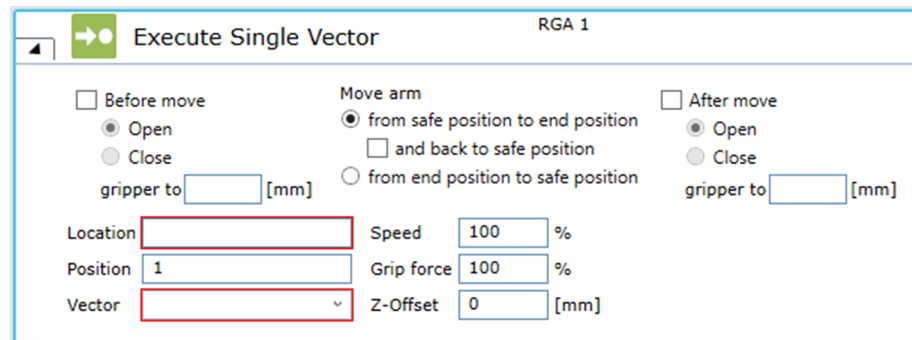 Execute Single Vector
RGA 1
Before move
Open
Close
gripper to [mm]
Move arm
from safe position to end position
and back to safe position
from end position to safe position
After move
Open
Close
gripper to [mm]
Location
Position 1
Vector
Speed 100 %
Grip force 100 %
Z-Offset 0 [mm]